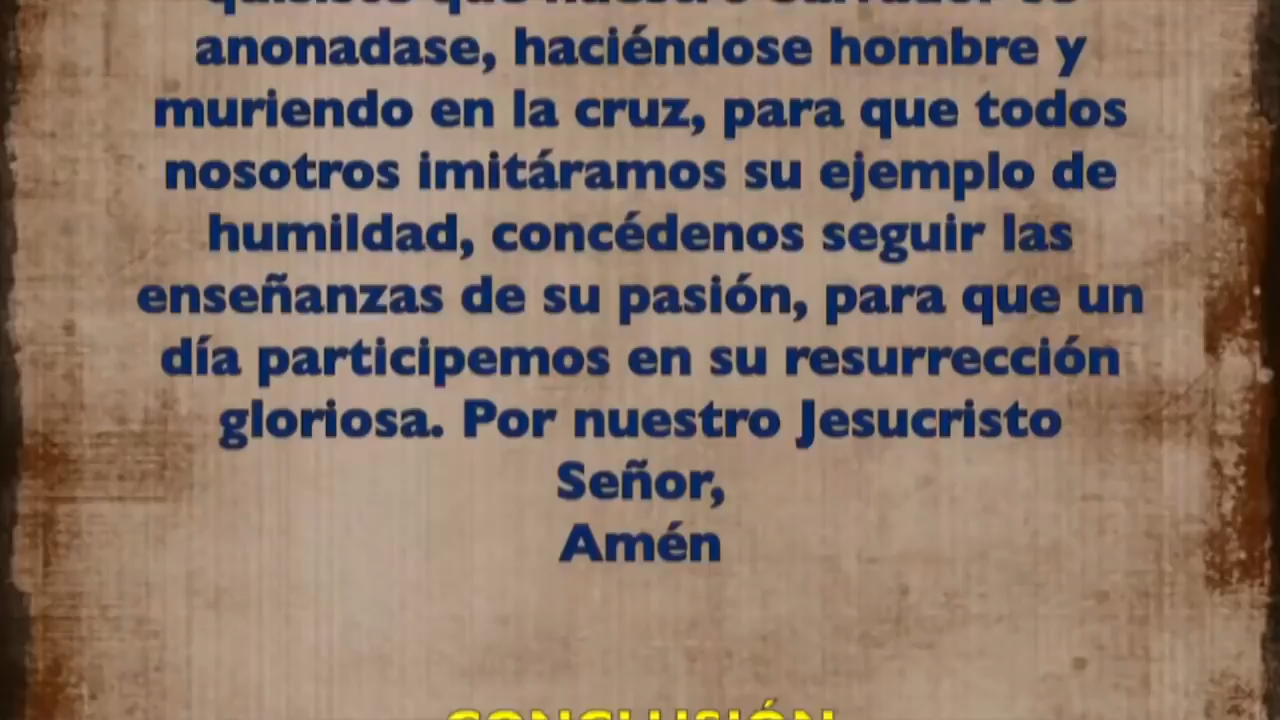 quisiste que nuestro Salvador se
anonadase, haciéndose hombre y
muriendo en la cruz, para que todos
nosotros imitáramos su ejemplo de
humildad, concédenos seguir las
enseñanzas de su pasión, para que un
día participemos en su resurrección
gloriosa. Por nuestro Jesucristo
Señor,
Amén
CONCLUSIÓN